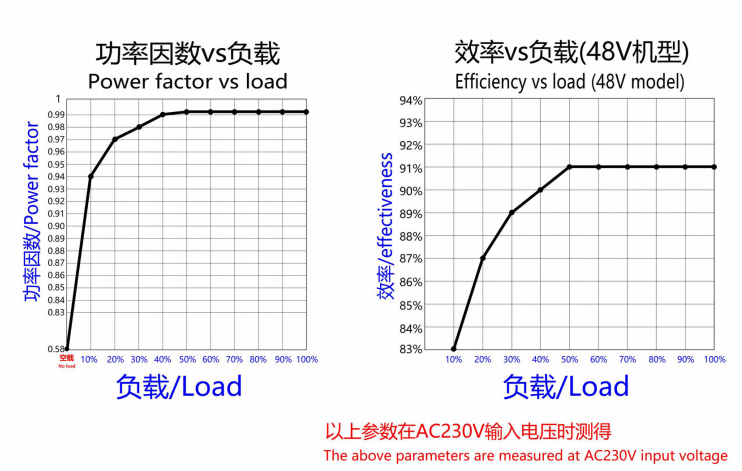 功率因数vs负载
Power factor vs load
功率因数/Power factor
1
0.99
0.98
0.97
0.96
0.95
0.94
0.93
0.92
0.91
0.90
0.89
0.88
0.87
0.86
0.85
0.84
0.83
0.58
空载
No load
10% 20% 30% 40% 50% 60% 70% 80% 90% 100%
负载/Load
效率vs负载(48V机型)
Efficiency vs load (48V model)
效率/effectiveness
94%
93%
92%
91%
90%
89%
88%
87%
86%
85%
84%
83%
10% 20% 30% 40% 50% 60% 70% 80% 90% 100%
负载/Load
以上参数在AC230V输入电压时测得
The above parameters are measured at AC230V input voltage